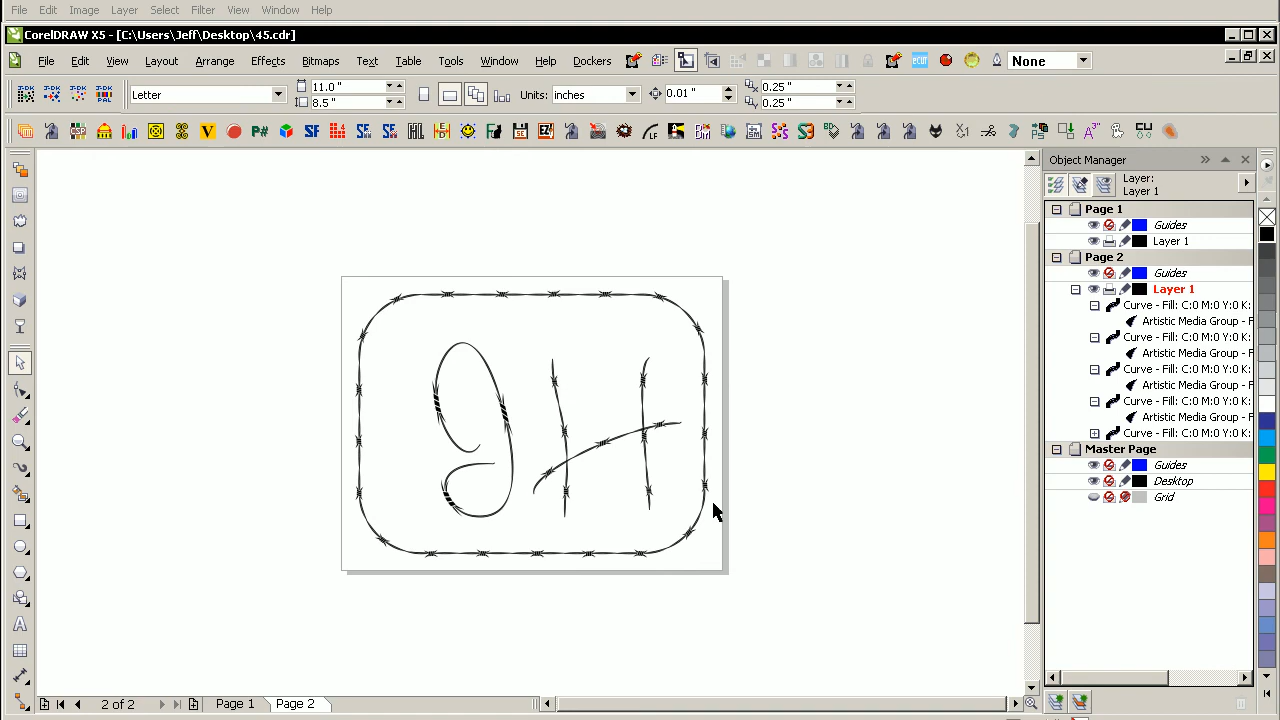 File Edit Image Layer Select Filter View Window Help
CorelDRAW X5 - [C:\Users\Jeff\Desktop\45.cdr]
File Edit View Layout Arrange Effects Bitmaps Text Table Tools Window Help Dockers None
Letter 11.0 " 8.5 " Units: inches 0.01 " 0.25 " 0.25 "
Object Manager
Layer:
Layer 1
Page 1
Guides
Layer 1
Page 2
Guides
Layer 1
Curve - Fill: C:0 M:0 Y:0 K:
Artistic Media Group - F
Curve - Fill: C:0 M:0 Y:0 K:
Artistic Media Group - F
Curve - Fill: C:0 M:0 Y:0 K:
Artistic Media Group - F
Curve - Fill: C:0 M:0 Y:0 K:
Artistic Media Group - F
Curve - Fill: C:0 M:0 Y:0 K:
Master Page
Guides
Desktop
Grid
2 of 2 Page 1 Page 2